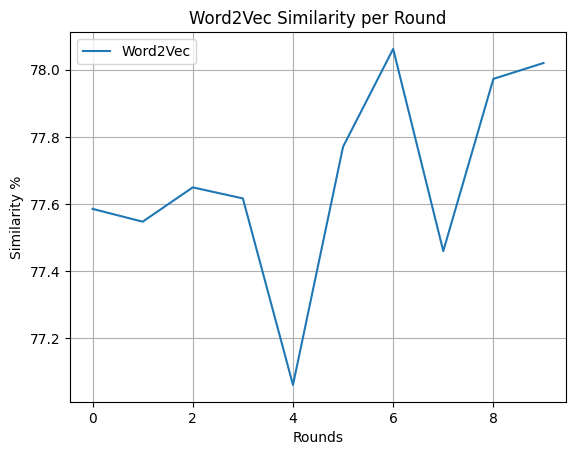 Word2Vec Similarity per Round
Word2Vec
Similarity %
78.0
77.8
77.6
77.4
77.2
0 2 4 6 8
Rounds